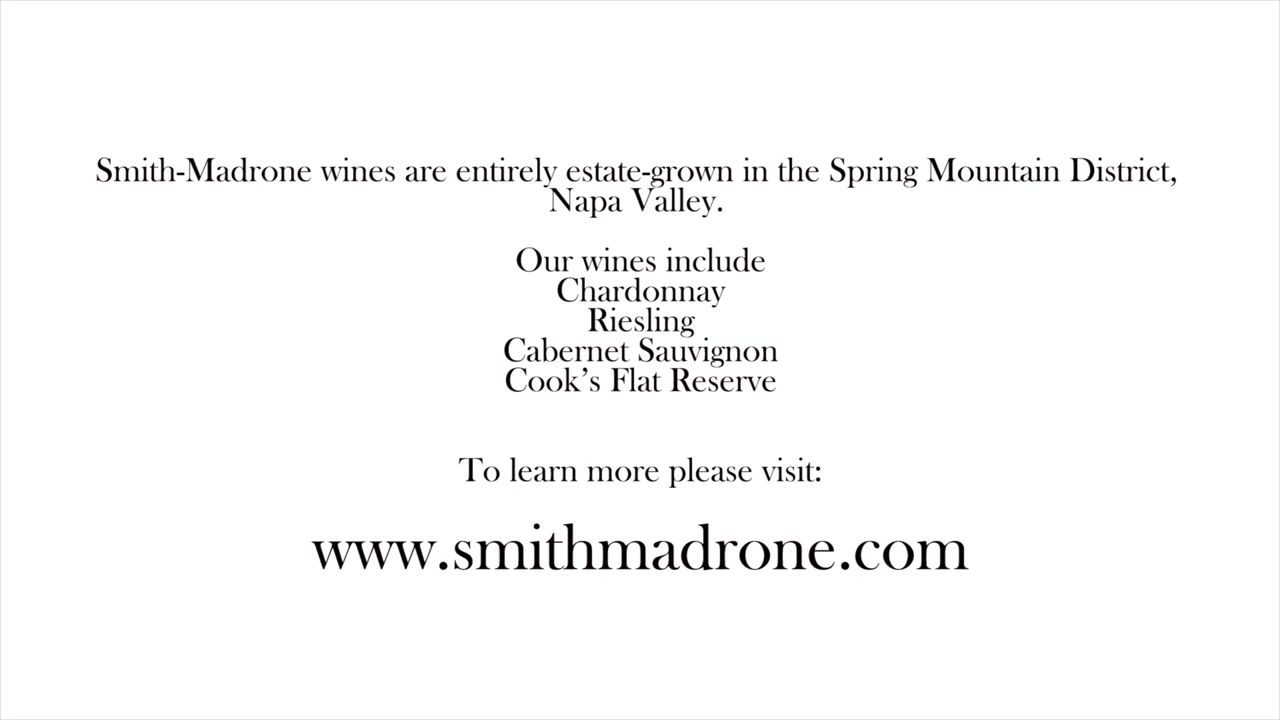 Smith-Madrone wines are entirely estate-grown in the Spring Mountain District,
Napa Valley.
Our wines include
Chardonnay
Riesling
Cabernet Sauvignon
Cook’s Flat Reserve
To learn more please visit:
www.smithmadrone.com